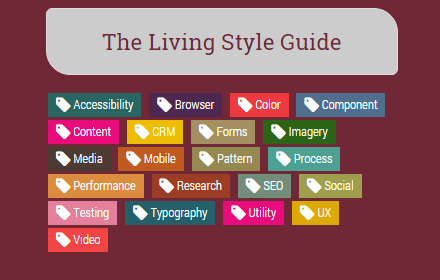 The Living Style Guide
Accessibility Browser Color Component
Content CRM Forms Imagery
Media Mobile Pattern Process
Performance Research SEO Social
Testing Typography Utility UX
Video